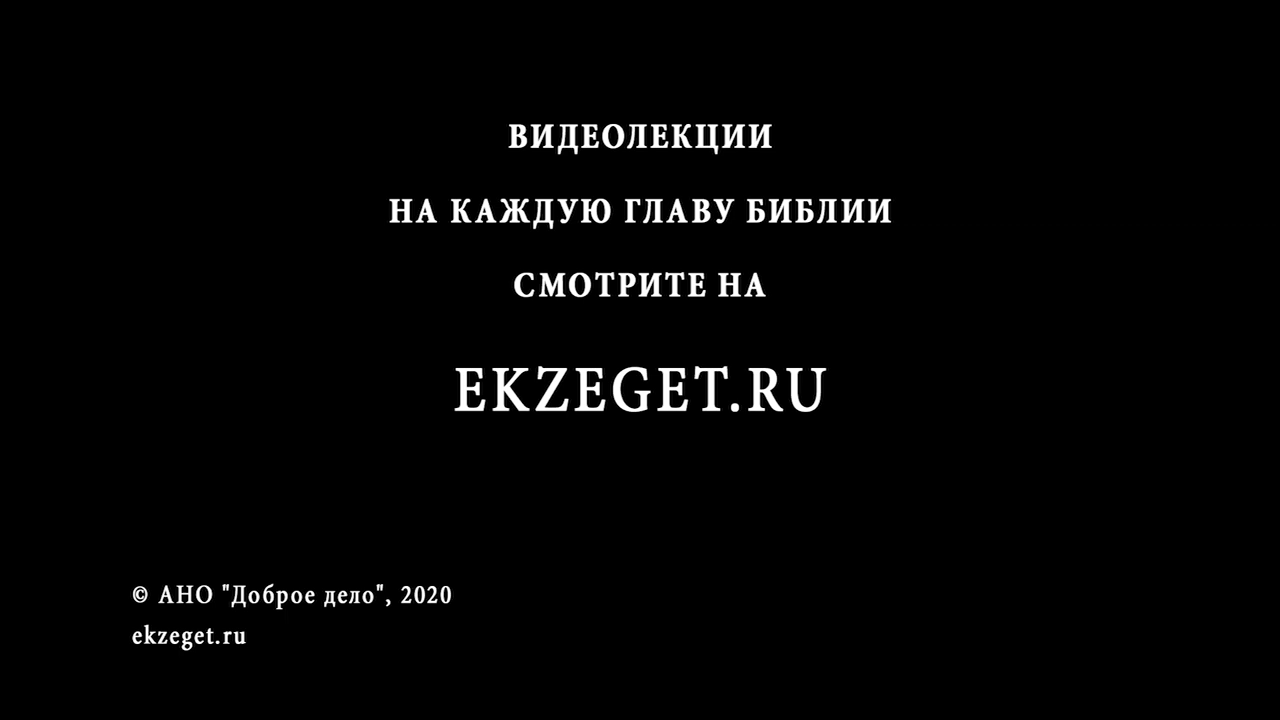 ВИДЕОЛЕКЦИИ
НА КАЖДУЮ ГЛАВУ БИБЛИИ
СМОТРИТЕ НА
EKZEGET.RU
© АНО "Доброе дело", 2020
ekzeget.ru